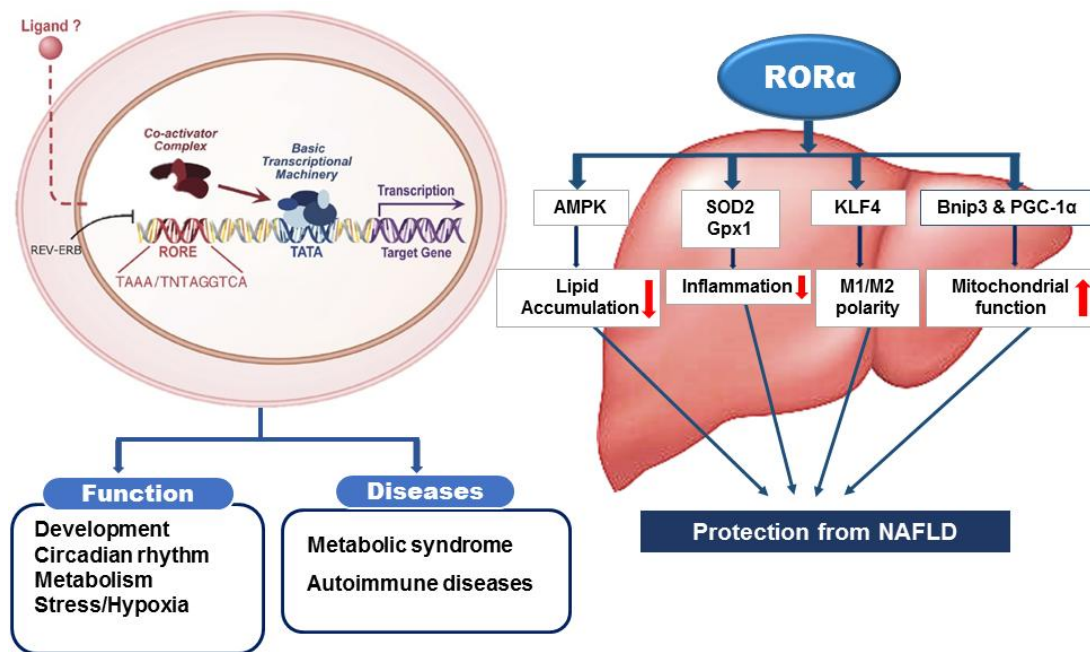 Ligand ?
Co-activator
Complex
Basic
Transcriptional
Machinery
Transcription
REV-ERB
RORE
TATA
Target Gene
TAAA/TNTAGGTCA
Function
Development
Circadian rhythm
Metabolism
Stress/Hypoxia
Diseases
Metabolic syndrome
Autoimmune diseases
RORα
AMPK
SOD2
Gpx1
KLF4
Bnip3 & PGC-1α
Lipid
Accumulation
Inflammation
M1/M2
polarity
Mitochondrial
function
Protection from NAFLD